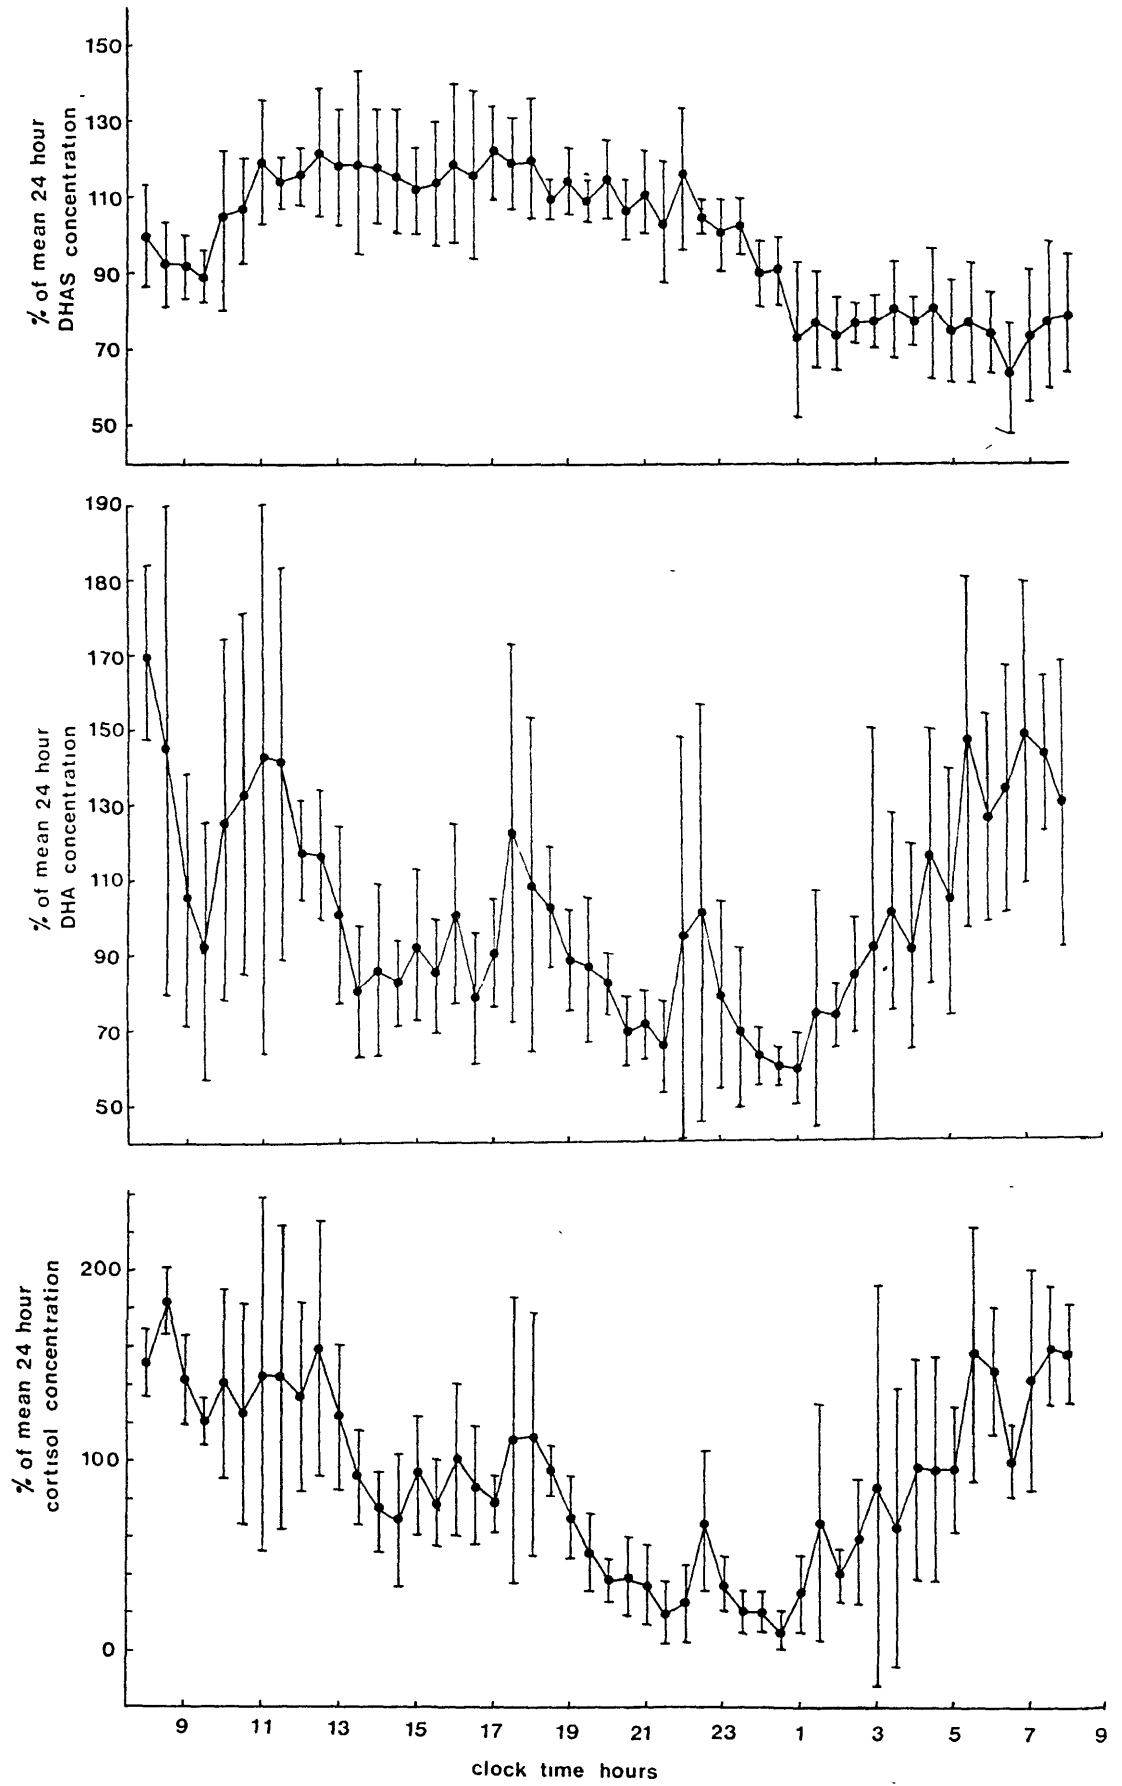 150
130
110
90
70
50
% of mean 24 hour
DHAS concentration
190
180
170
150
130
110
90
70
50
% of mean 24 hour
DHA concentration
200
100
0
% of mean 24 hour
cortisol concentration
9 11 13 15 17 19 21 23 1 3 5 7 9
clock time hours